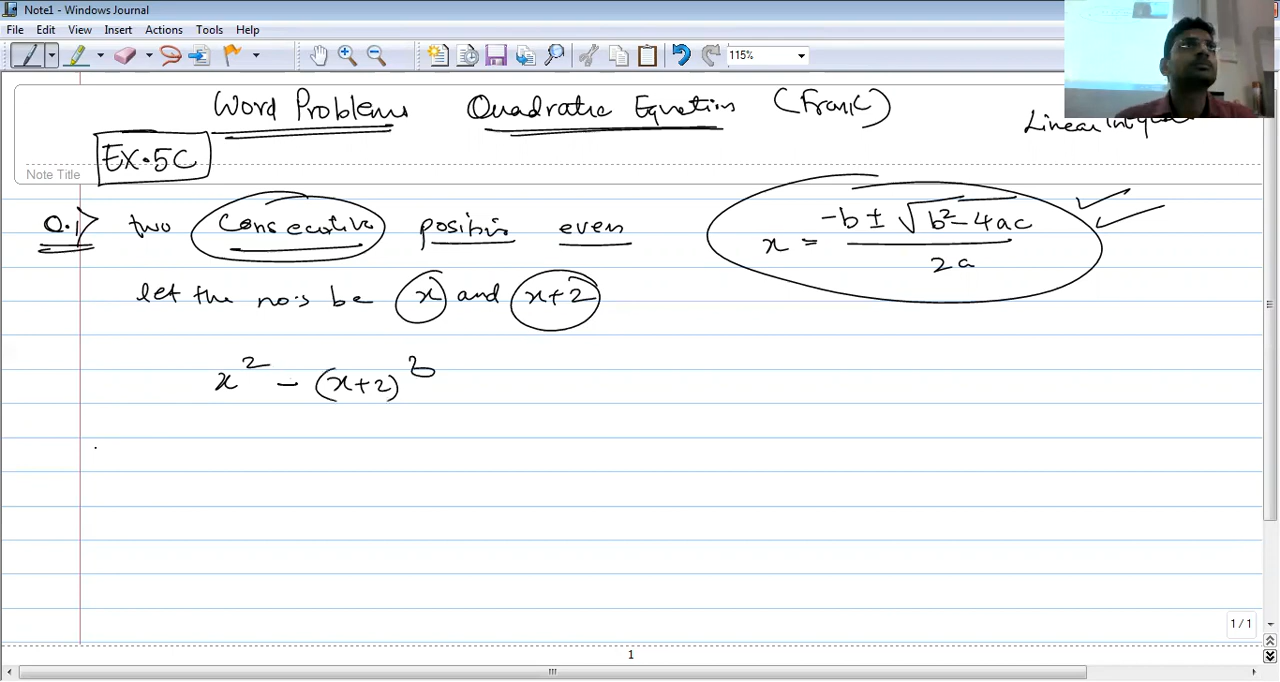 Note1 - Windows Journal
File Edit View Insert Actions Tools Help
115%
Word Problems Quadratic Equation (Frank)
Linear
EX.5C
Note Title
Q.1 two Consecutive positive even
x = -b ± √b²-4ac / 2a
let the no.s be x and x+2
x² - (x+2)²
1 / 1
1